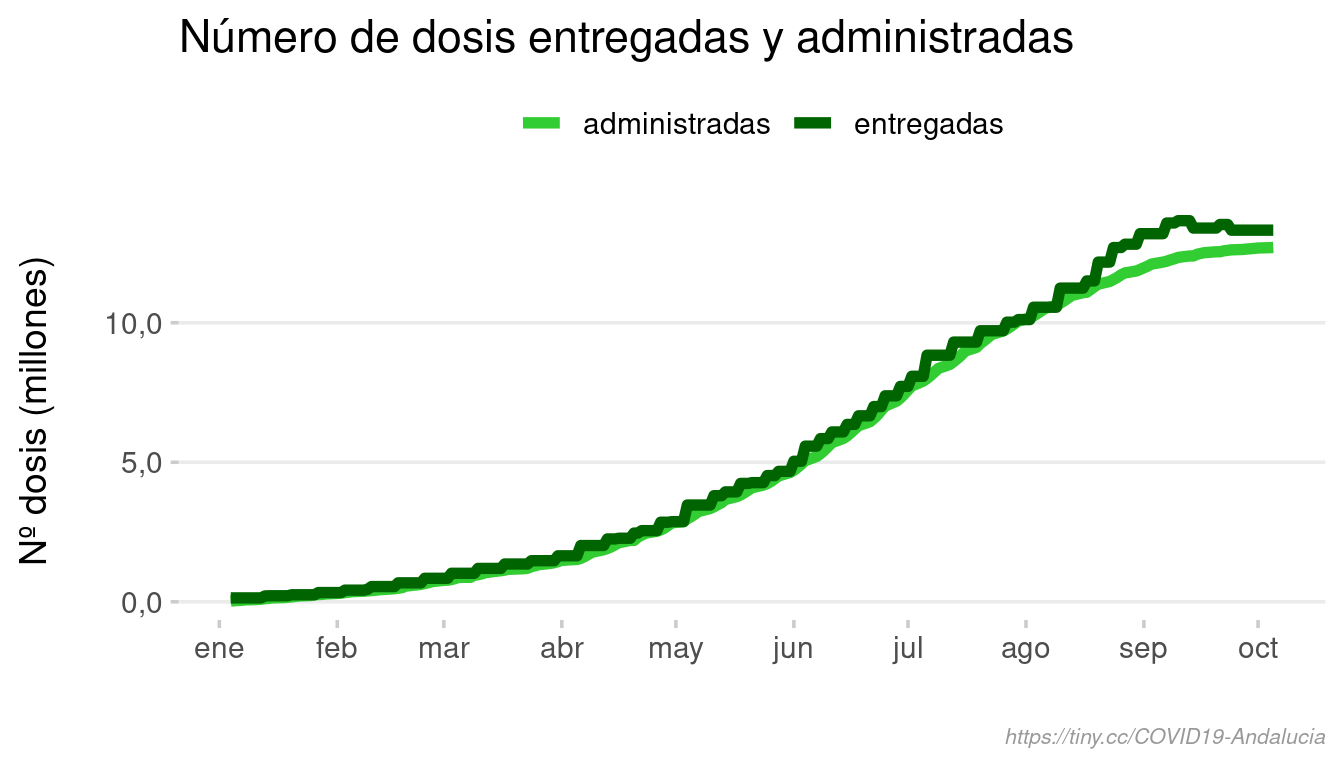 Número de dosis entregadas y administradas
administradas entregadas
Nº dosis (millones)
10,0
5,0
0,0
ene feb mar abr may jun jul ago sep oct
https://tiny.cc/COVID19-Andalucia